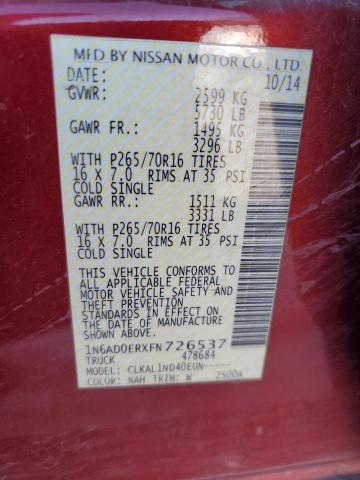 MFD BY NISSAN MOTOR CO., LTD.
DATE: 10/14
GVWR: 2599 KG
5730 LB
GAWR FR.: 1495 KG
3296 LB
WITH P265/70R16 TIRES
16 X 7.0 RIMS AT 35 PSI
COLD SINGLE
GAWR RR.: 1511 KG
3331 LB
WITH P265/70R16 TIRES
16 X 7.0 RIMS AT 35 PSI
COLD SINGLE
THIS VEHICLE CONFORMS TO
ALL APPLICABLE FEDERAL
MOTOR VEHICLE SAFETY AND
THEFT PREVENTION
STANDARDS IN EFFECT ON
THE DATE OF MANUFACTURE
SHOWN ABOVE.
1N6AD0ERXFN726537
TRUCK 478684
MODEL: CLKAL1ND40EUN-----
COLOR: NAH TRIM: W 2S00A